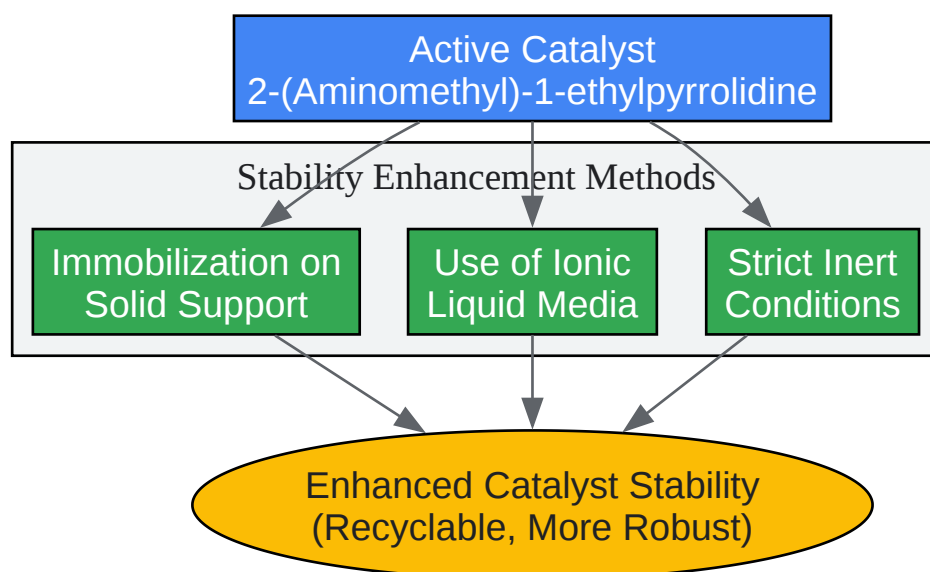 Active Catalyst
2-(Aminomethyl)-1-ethylpyrrolidine
Stability Enhancement Methods
Immobilization on
Solid Support
Use of Ionic
Liquid Media
Strict Inert
Conditions
Enhanced Catalyst Stability
(Recyclable, More Robust)